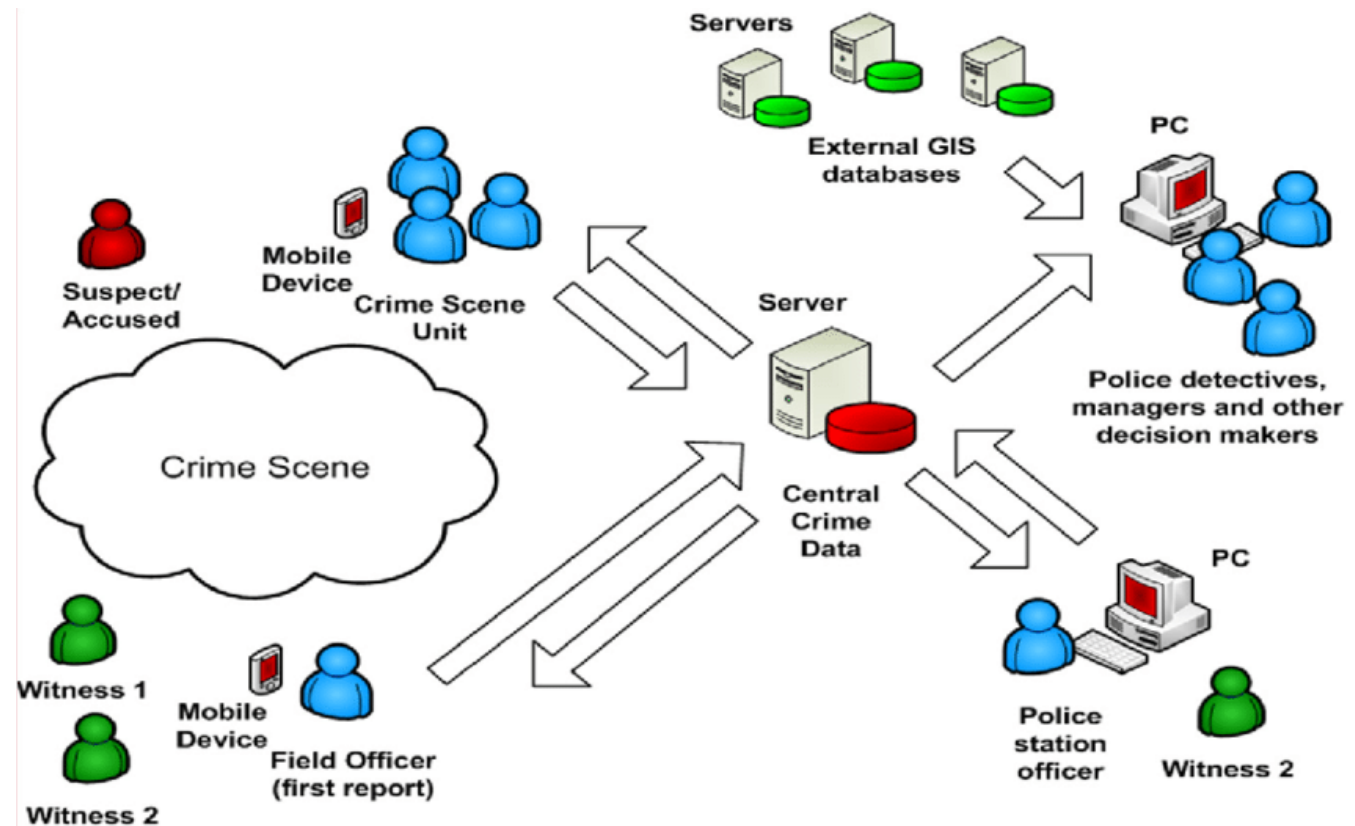 Servers
External GIS
databases
PC
Mobile
Device
Crime Scene
Unit
Suspect/
Accused
Server
Police detectives,
managers and other
decision makers
Crime Scene
Central
Crime
Data
PC
Witness 1
Mobile
Device
Field Officer
(first report)
Witness 2
Police
station
officer
Witness 2